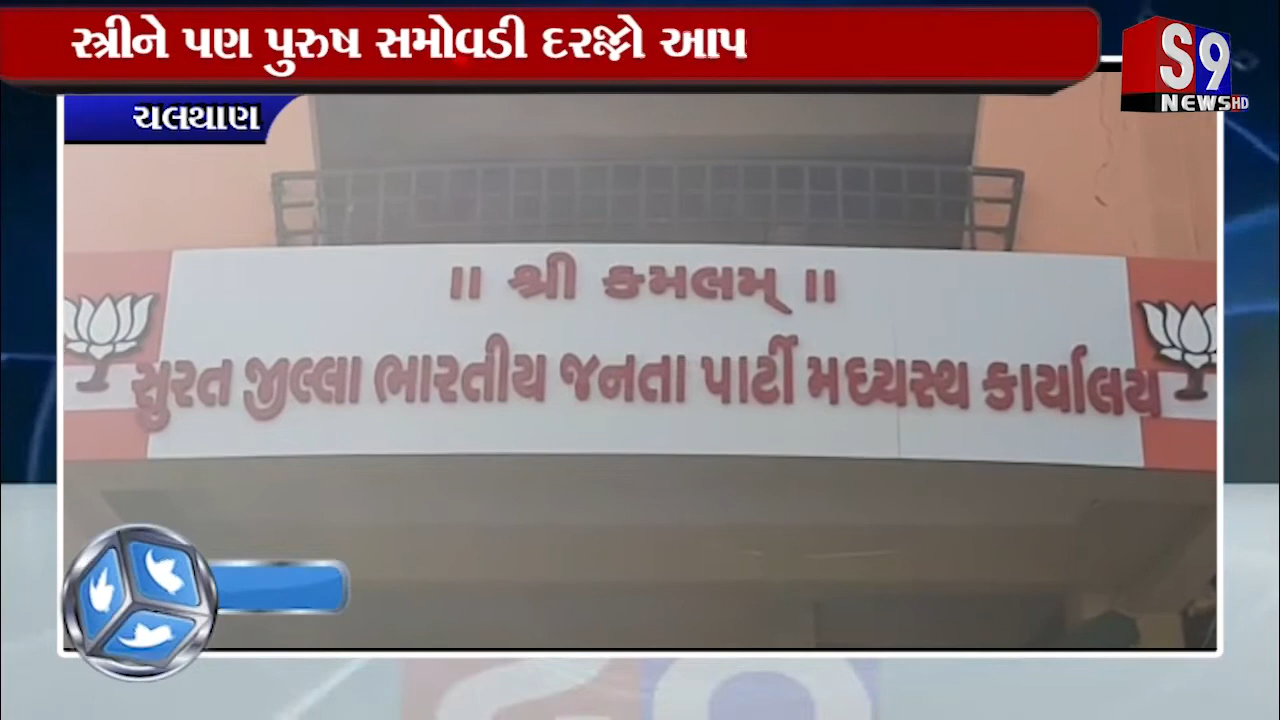 સ્ત્રીને પણ પુરુષ સમોવડી દરજ્જો આપ
S9
NEWS HD
ચલથાણ
॥ શ્રી કમલમ્ ॥
સુરત જીલ્લા ભારતીય જનતા પાર્ટી મધ્યસ્થ કાર્યાલય